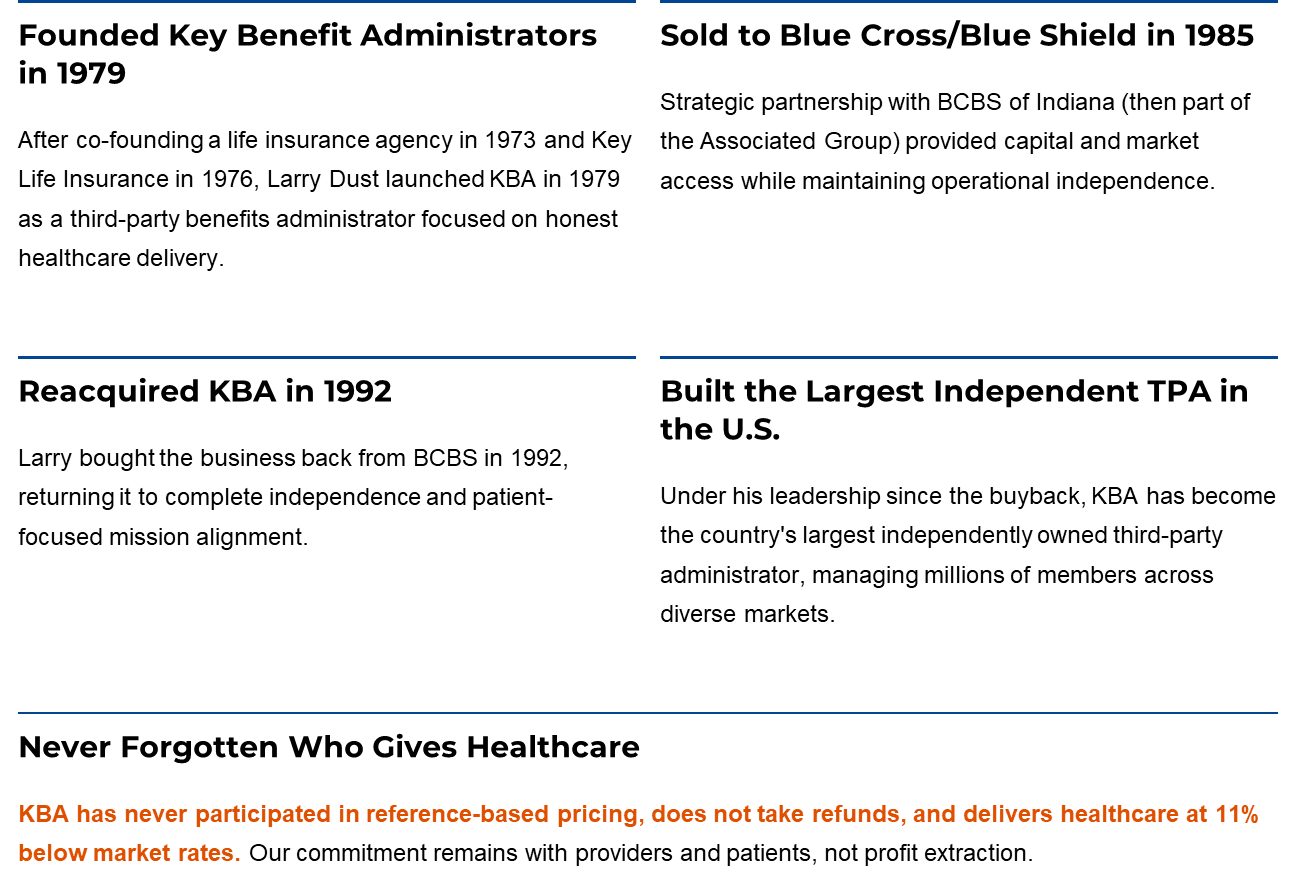 Founded Key Benefit Administrators
in 1979
After co-founding a life insurance agency in 1973 and Key
Life Insurance in 1976, Larry Dust launched KBA in 1979
as a third-party benefits administrator focused on honest
healthcare delivery.
Sold to Blue Cross/Blue Shield in 1985
Strategic partnership with BCBS of Indiana (then part of
the Associated Group) provided capital and market
access while maintaining operational independence.
Reacquired KBA in 1992
Larry bought the business back from BCBS in 1992,
returning it to complete independence and patient-
focused mission alignment.
Built the Largest Independent TPA in
the U.S.
Under his leadership since the buyback, KBA has become
the country's largest independently owned third-party
administrator, managing millions of members across
diverse markets.
Never Forgotten Who Gives Healthcare
KBA has never participated in reference-based pricing, does not take refunds, and delivers healthcare at 11%
below market rates. Our commitment remains with providers and patients, not profit extraction.